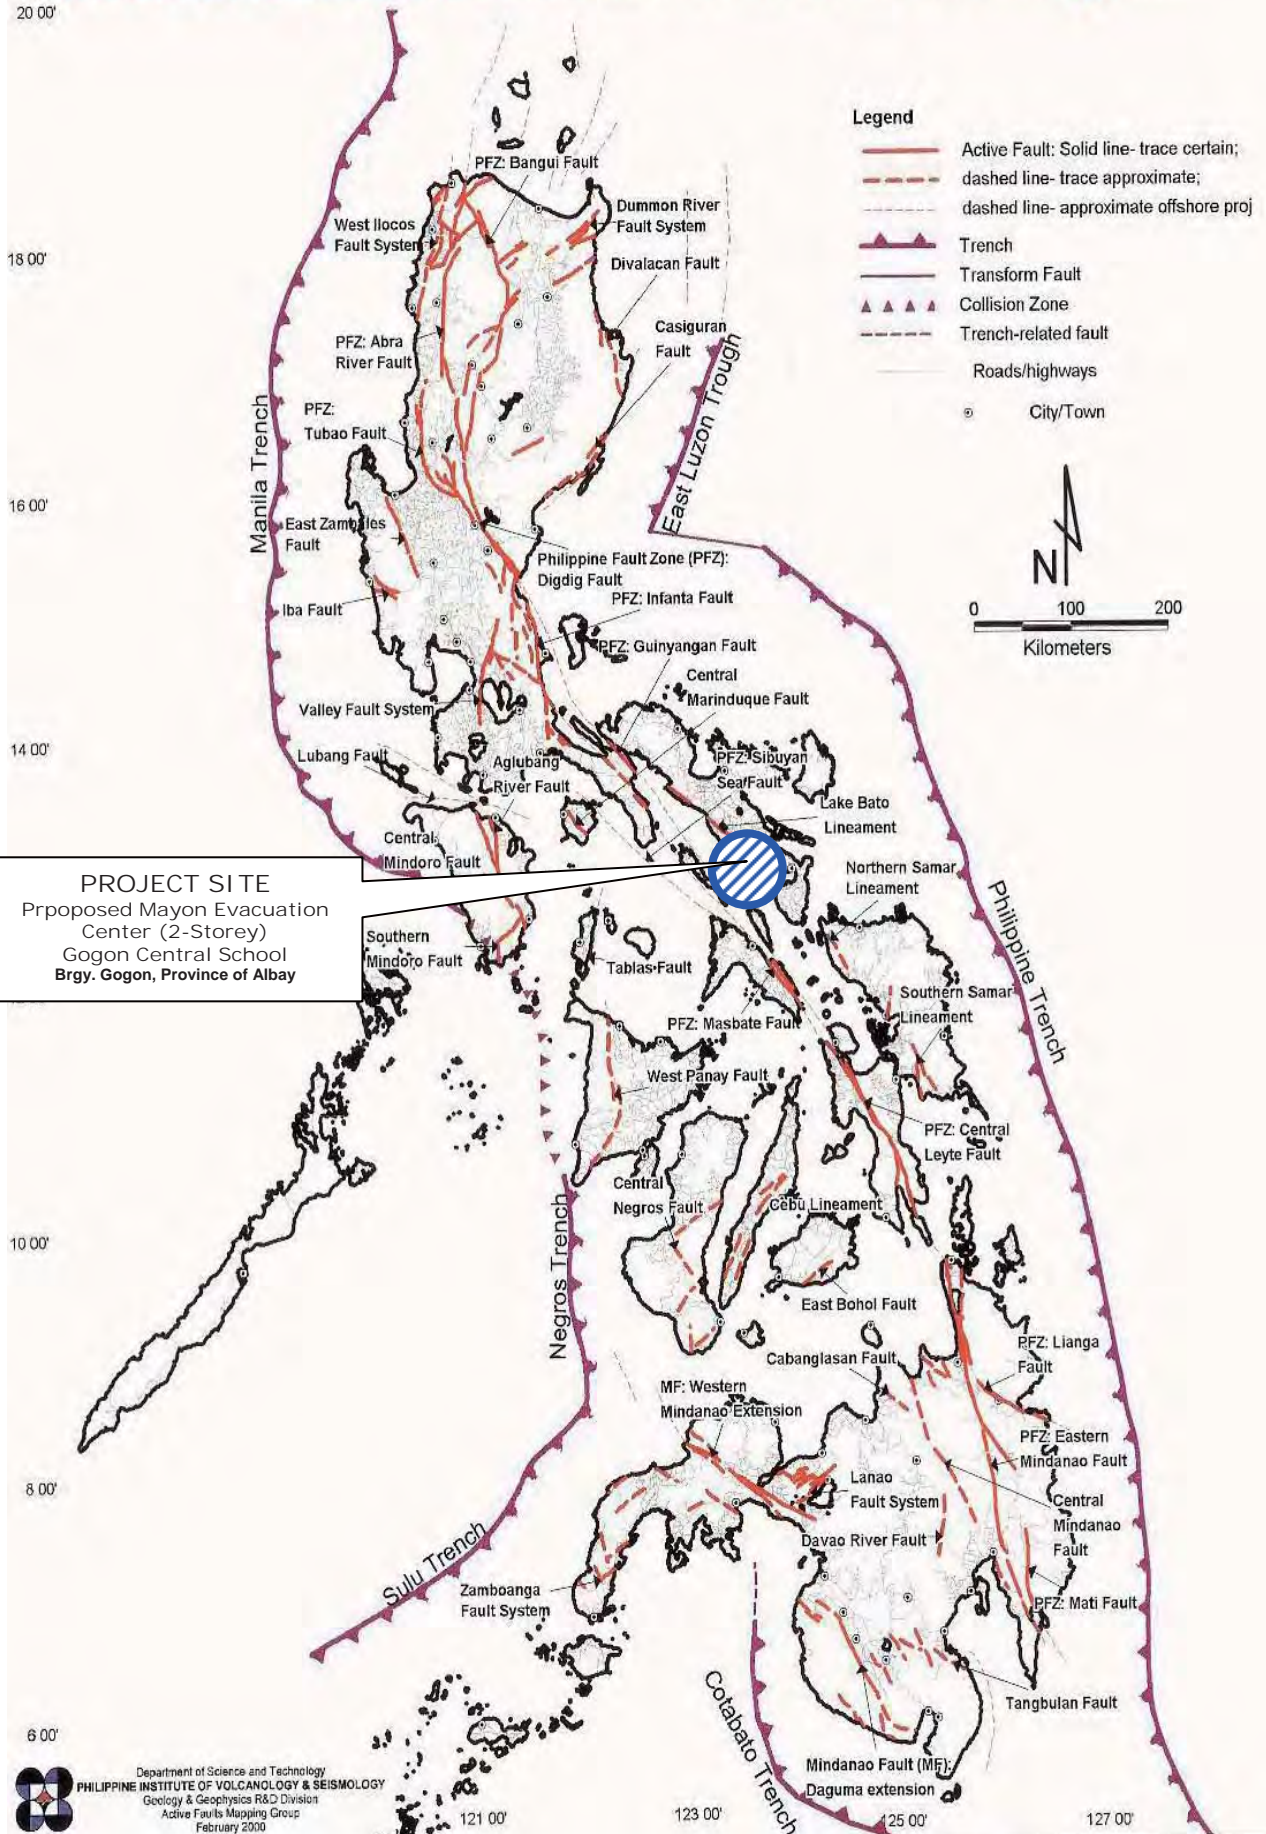 20 00'
18 00'
16 00'
14 00'
10 00'
8 00'
6 00'
121 00'
123 00'
125 00'
127 00'
Legend
Active Fault: Solid line- trace certain;
dashed line- trace approximate;
dashed line- approximate offshore proj
Trench
Transform Fault
Collision Zone
Trench-related fault
Roads/highways
City/Town
N
0 100 200
Kilometers
PFZ: Bangui Fault
West Ilocos
Fault System
Dummon River
Fault System
Divalacan Fault
Casiguran
Fault
PFZ: Abra
River Fault
PFZ:
Tubao Fault
Manila Trench
East Luzon Trough
East Zambales
Fault
Iba Fault
Philippine Fault Zone (PFZ):
Digdig Fault
PFZ: Infanta Fault
PFZ: Guinyangan Fault
Central
Marinduque Fault
Valley Fault System
Lubang Fault
Aglubang
River Fault
PFZ: Sibuyan
Sea Fault
Lake Bato
Lineament
Central
Mindoro Fault
Northern Samar
Lineament
PROJECT SITE
Prpoposed Mayon Evacuation
Center (2-Storey)
Gogon Central School
Brgy. Gogon, Province of Albay
Southern
Mindoro Fault
Tablas Fault
Philippine Trench
Southern Samar
Lineament
PFZ: Masbate Fault
West Panay Fault
PFZ: Central
Leyte Fault
Central
Negros Fault
Cebu Lineament
Negros Trench
East Bohol Fault
Cabanglasan Fault
PFZ: Lianga
Fault
MF: Western
Mindanao Extension
PFZ: Eastern
Mindanao Fault
Lanao
Fault System
Central
Mindanao
Fault
Davao River Fault
Sulu Trench
Zamboanga
Fault System
PFZ: Mati Fault
Cotabato Trench
Tangbulan Fault
Mindanao Fault (MF):
Daguma extension
Department of Science and Technology
PHILIPPINE INSTITUTE OF VOLCANOLOGY & SEISMOLOGY
Geology & Geophysics R&D Division
Active Faults Mapping Group
February 2000